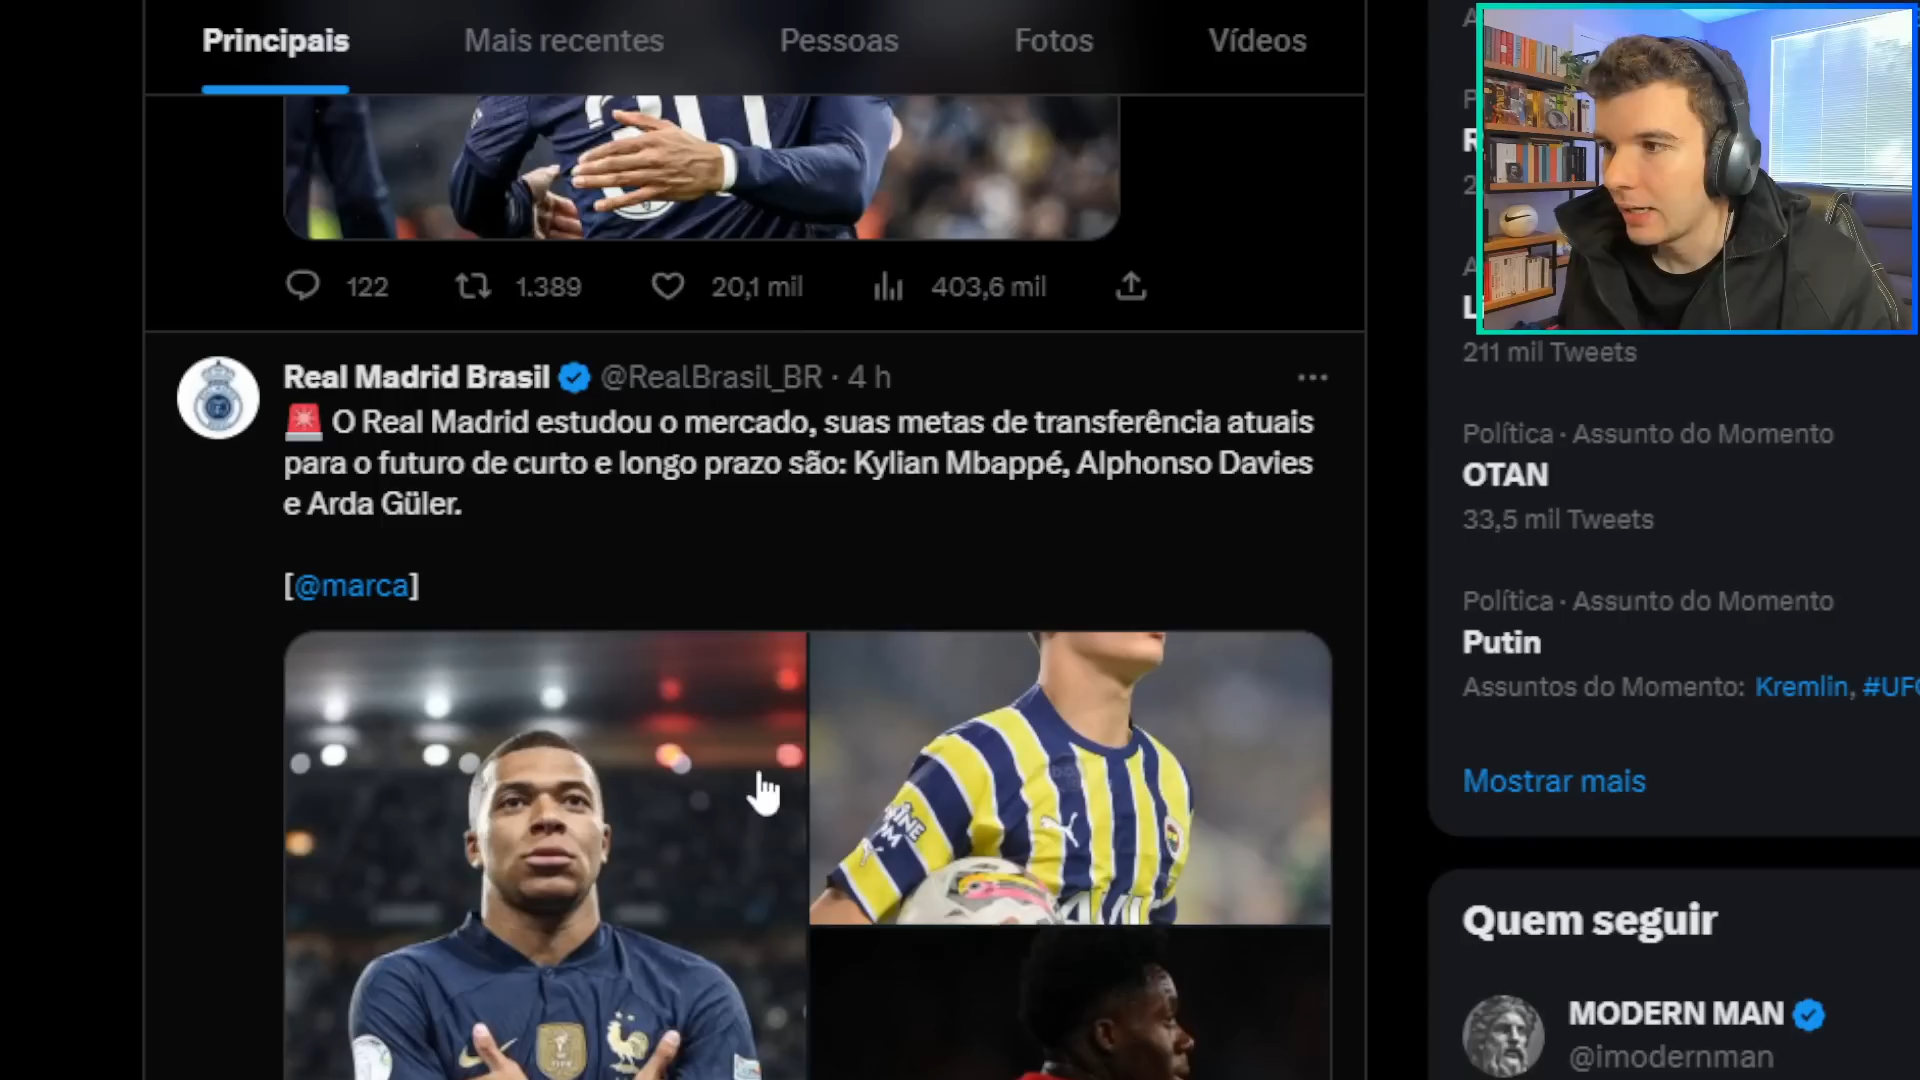 Principais
Mais recentes
Pessoas
Fotos
Vídeos
122
1.389
20,1 mil
403,6 mil
Real Madrid Brasil @RealBrasil_BR · 4 h
🚨 O Real Madrid estudou o mercado, suas metas de transferência atuais
para o futuro de curto e longo prazo são: Kylian Mbappé, Alphonso Davies
e Arda Güler.
[@marca]
211 mil Tweets
Política · Assunto do Momento
OTAN
33,5 mil Tweets
Política · Assunto do Momento
Putin
Assuntos do Momento: Kremlin, #UFC
Mostrar mais
Quem seguir
MODERN MAN
@imodernman